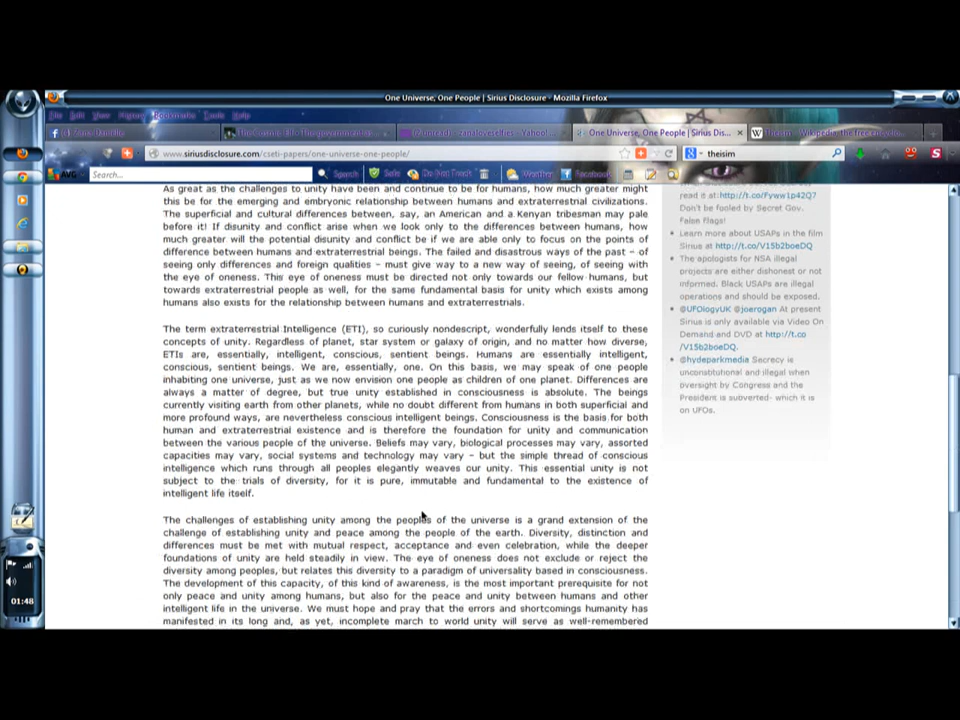 One Universe, One People | Sirius Disclosure - Mozilla Firefox
File Edit View History Bookmarks Tools Help
One Universe, One People | Sirius Dis...
www.siriusdisclosure.com/cseti-papers/one-universe-one-people/
theisim
AVG Search... Search Safe Do Not Track Weather Facebook
As great as the challenges to unity have been and continue to be for humans, how much greater might
this be for the emerging and embryonic relationship between humans and extraterrestrial civilizations.
The superficial and cultural differences between, say, an American and a Kenyan tribesman may pale
before it! If disunity and conflict arise when we look only to the differences between humans, how
much greater will the potential disunity and conflict be if we are able only to focus on the points of
difference between humans and extraterrestrial beings. The failed and disastrous ways of the past – of
seeing only differences and foreign qualities – must give way to a new way of seeing, of seeing with
the eye of oneness. This eye of oneness must be directed not only towards our fellow humans, but
towards extraterrestrial people as well, for the same fundamental basis for unity which exists among
humans also exists for the relationship between humans and extraterrestrials.
The term extraterrestrial Intelligence (ETI), so curiously nondescript, wonderfully lends itself to these
concepts of unity. Regardless of planet, star system or galaxy of origin, and no matter how diverse,
ETIs are, essentially, intelligent, conscious, sentient beings. Humans are essentially intelligent,
conscious, sentient beings. We are, essentially, one. On this basis, we may speak of one people
inhabiting one universe, just as we now envision one people as children of one planet. Differences are
always a matter of degree, but true unity established in consciousness is absolute. The beings
currently visiting earth from other planets, while no doubt different from humans in both superficial and
more profound ways, are nevertheless conscious intelligent beings. Consciousness is the basis for both
human and extraterrestrial existence and is therefore the foundation for unity and communication
between the various people of the universe. Beliefs may vary, biological processes may vary, assorted
capacities may vary, social systems and technology may vary – but the simple thread of conscious
intelligence which runs through all peoples elegantly weaves our unity. This essential unity is not
subject to the trials of diversity, for it is pure, immutable and fundamental to the existence of
intelligent life itself.
The challenges of establishing unity among the peoples of the universe is a grand extension of the
challenge of establishing unity and peace among the people of the earth. Diversity, distinction and
differences must be met with mutual respect, acceptance and even celebration, while the deeper
foundations of unity are held steadily in view. The eye of oneness does not exclude or reject the
diversity among peoples, but relates this diversity to a paradigm of universality based in consciousness.
The development of this capacity, of this kind of awareness, is the most important prerequisite for not
only peace and unity among humans, but also for the peace and unity between humans and other
intelligent life in the universe. We must hope and pray that the errors and shortcomings humanity has
manifested in its long and, as yet, incomplete march to world unity will serve as well-remembered
read it at: http://t.co/Fyww1p42Q7
Don't be fooled by Secret Gov.
False flags!
Learn more about USAPs in the film
Sirius at http://t.co/V15b2boeDQ
The apologists for NSA illegal
projects are either dishonest or not
informed. Black USAPs are illegal
operations and should be exposed.
@UFOlogyUK @joerogan At present
Sirius is only available via Video On
Demand and DVD at http://t.co
/V15b2boeDQ.
@hydeparkmedia Secrecy is
unconstitutional and illegal when
oversight by Congress and the
President is subverted- which it is
on UFOs.
01:48